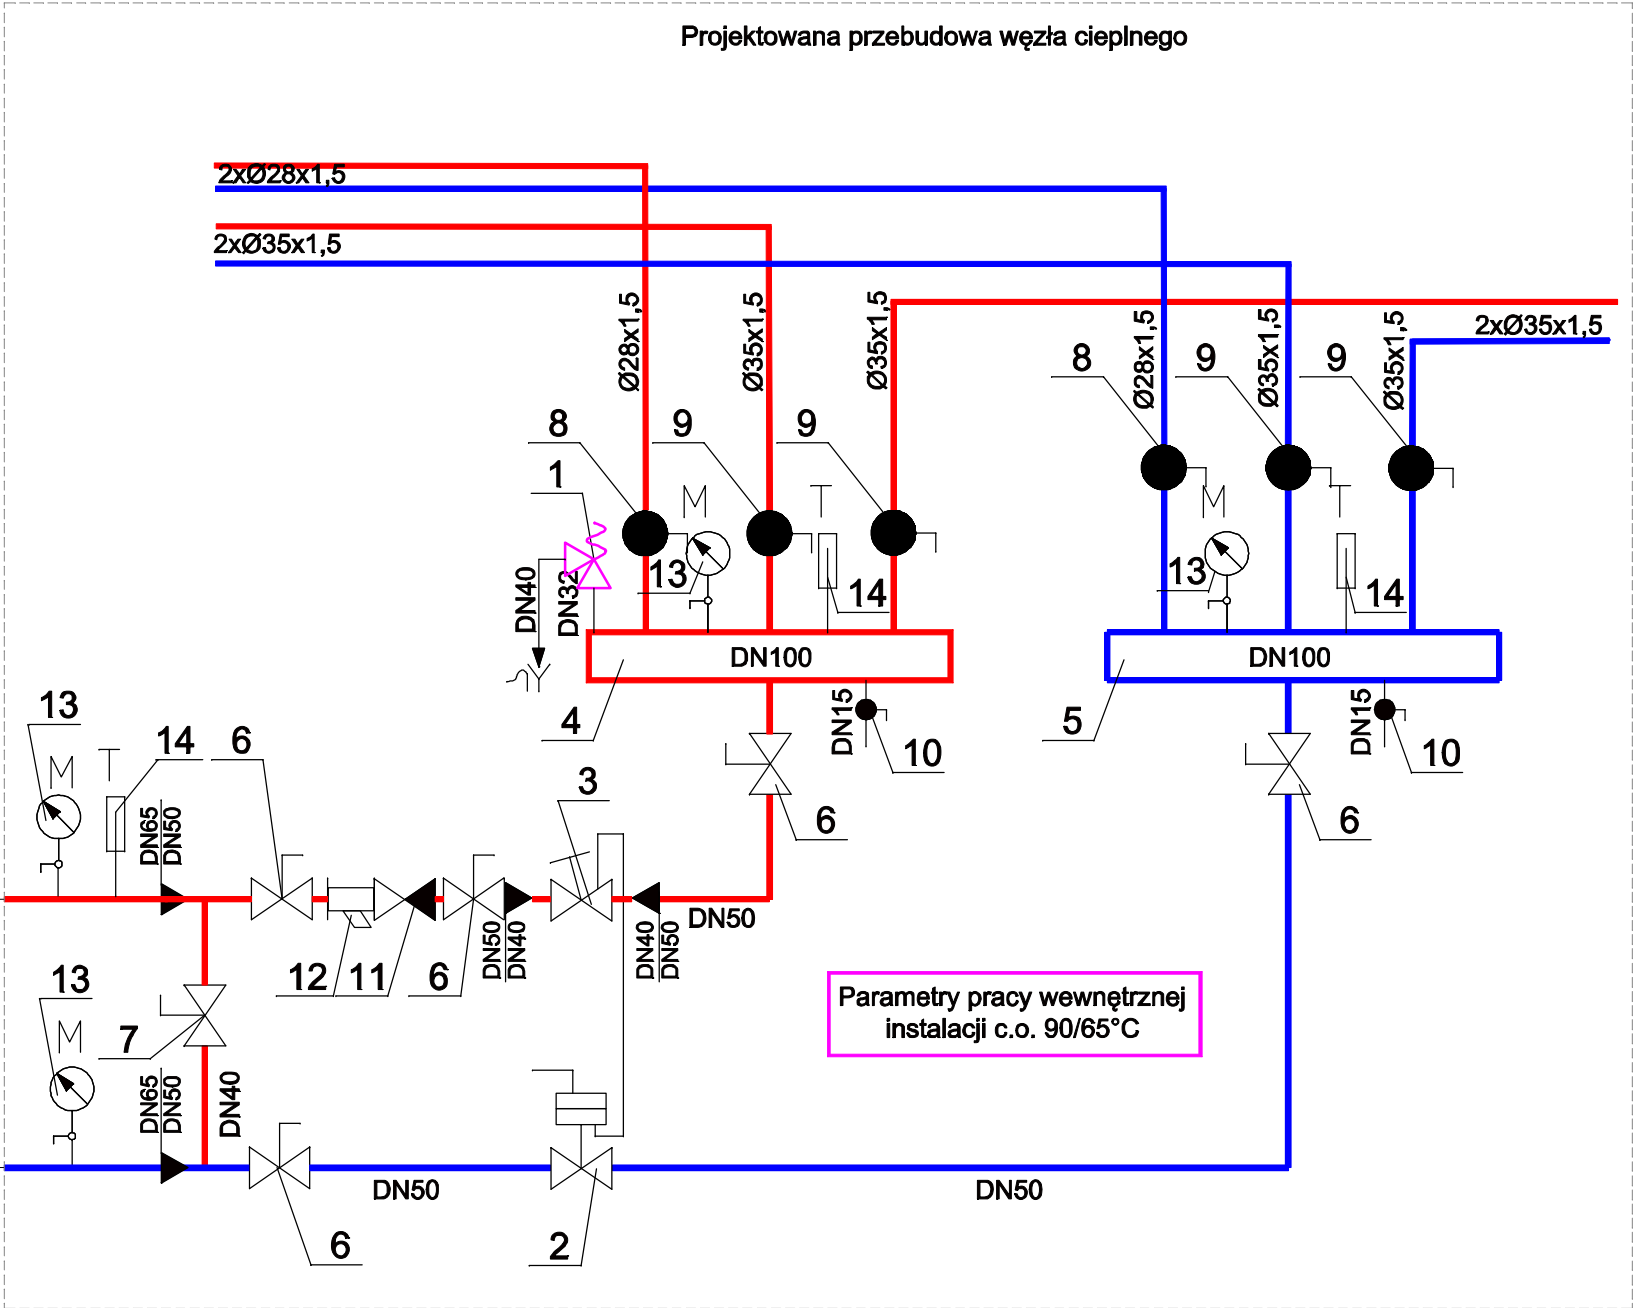 Projektowana przebudowa węzła cieplnego
2xØ28x1,5
2xØ35x1,5
2xØ35x1,5
Ø28x1,5
Ø35x1,5
Ø35x1,5
Ø28x1,5
Ø35x1,5
Ø35x1,5
8
9
9
8
9
9
1
M
T
M
T
13
14
13
14
DN40
DN32
DN100
DN100
4
DN15
10
5
DN15
10
13
14
6
M
T
3
6
6
DN65
DN50
12
11
6
DN50
DN40
DN40
DN50
DN50
13
M
7
Parametry pracy wewnętrznej
instalacji c.o. 90/65°C
DN65
DN50
DN40
DN50
DN50
6
2